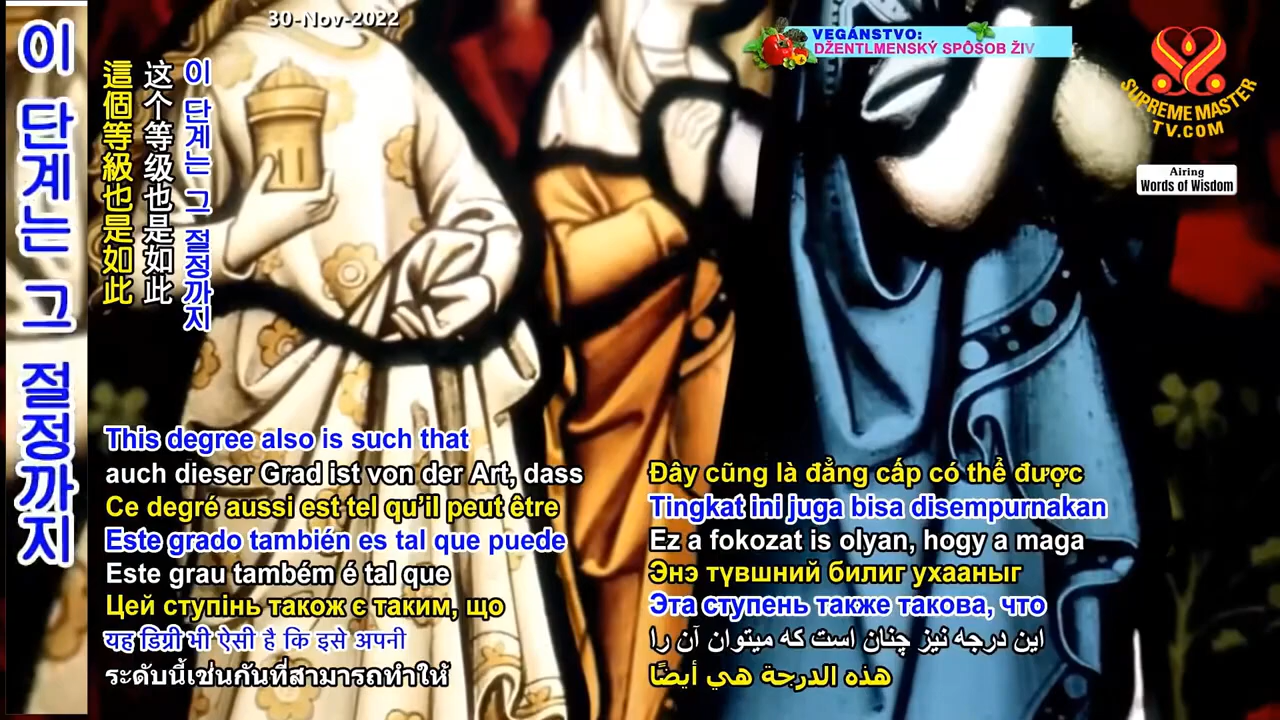 이 단계는 그 절정까지
30-Nov-2022
VEGÁNSTVO:
DŽENTLMENSKÝ SPÔSOB ŽIV
SUPREME MASTER
TV.COM
Airing
Words of Wisdom
이 단계는 그 절정까지
这个等级也是如此
這個等級也是如此
This degree also is such that
auch dieser Grad ist von der Art, dass
Ce degré aussi est tel qu'il peut être
Este grado también es tal que puede
Este grau também é tal que
Цей ступінь також є таким, що
यह डिग्री भी ऐसी है कि इसे अपनी
ระดับนี้เช่นกันที่สามารถทำให้
Đây cũng là đẳng cấp có thể được
Tingkat ini juga bisa disempurnakan
Ez a fokozat is olyan, hogy a maga
Энэ түвшний билиг ухааныг
Эта ступень также такова, что
این درجه نیز چنان است که میتوان آن را
هذه الدرجة هي أيضًا